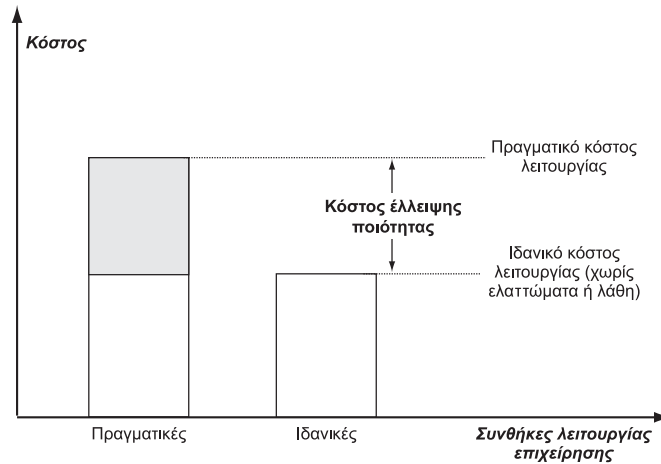 Κόστος
Πραγματικό κόστος
λειτουργίας
Κόστος έλλειψης
ποιότητας
Ιδανικό κόστος
λειτουργίας (χωρίς
ελαττώματα ή λάθη)
Πραγματικές
Ιδανικές
Συνθήκες λειτουργίας
επιχείρησης